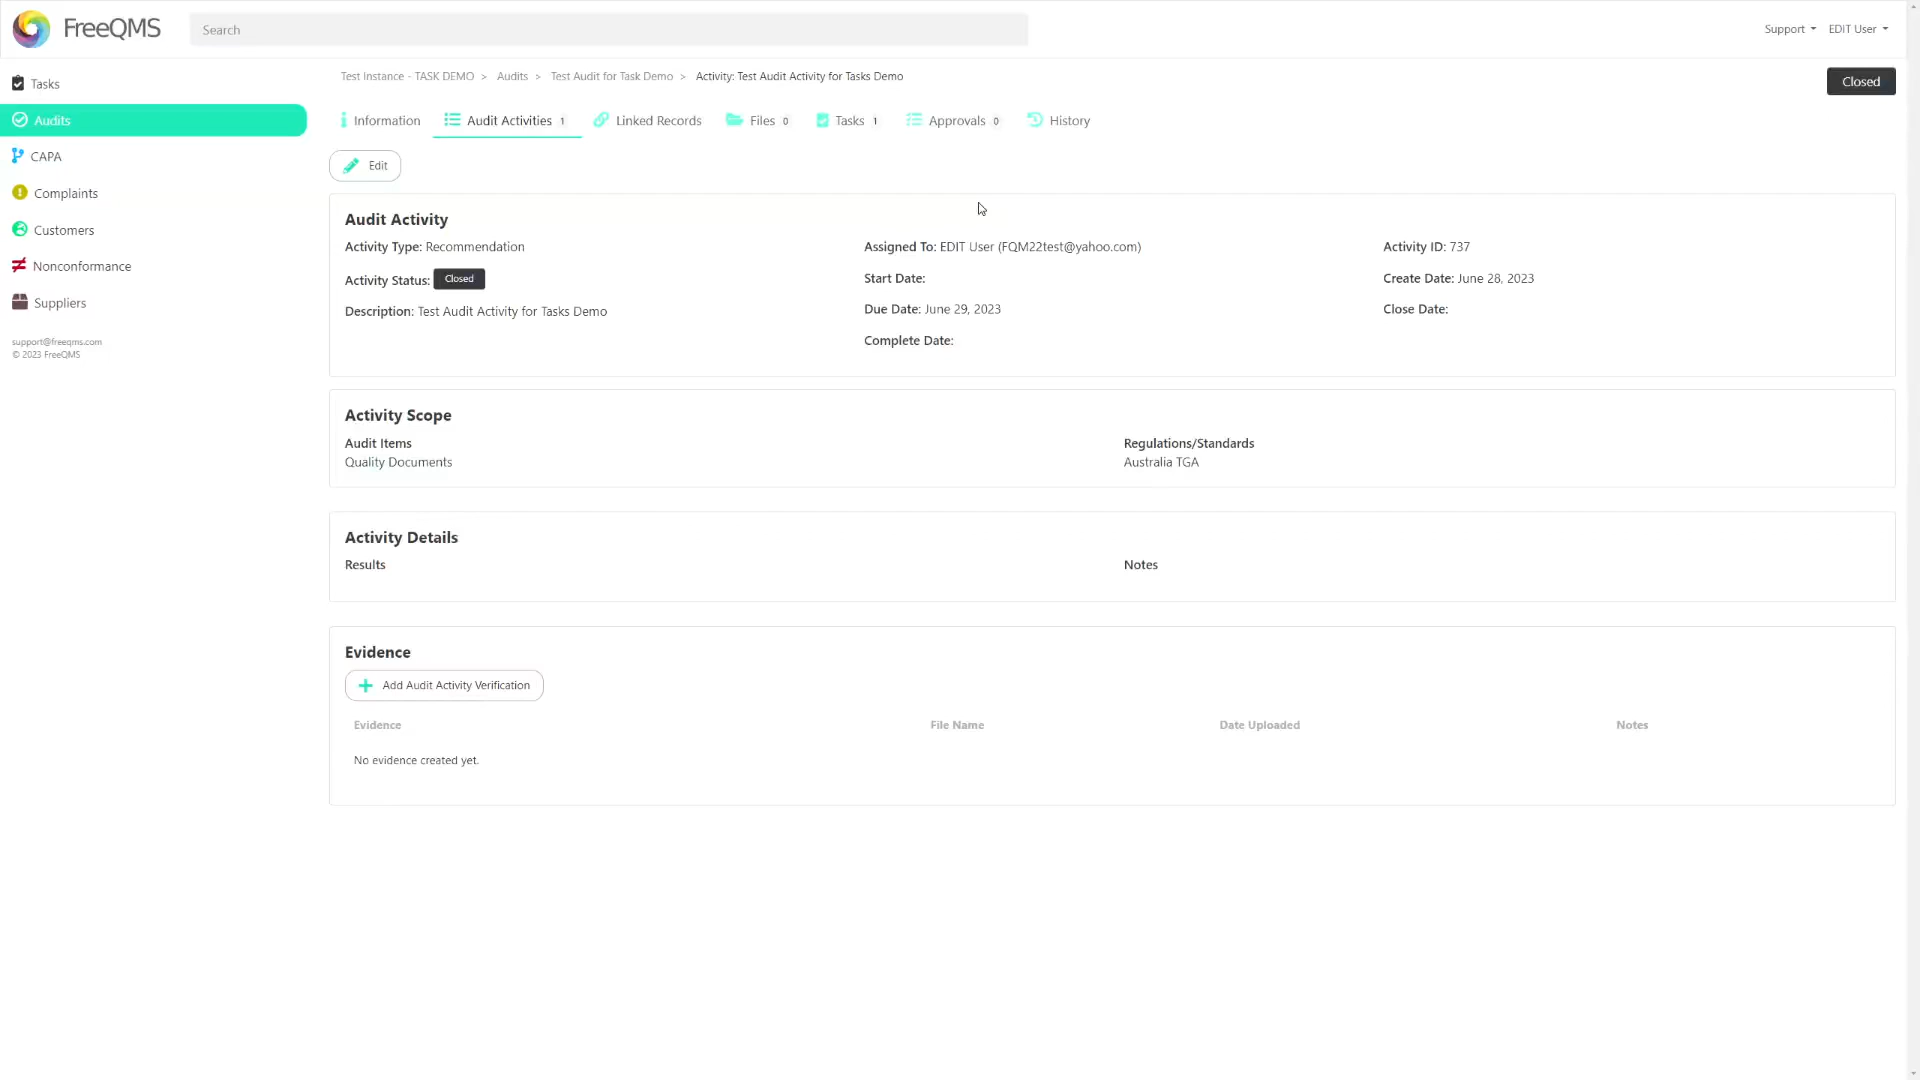 FreeQMS
Search
Support
EDIT User
Tasks
Audits
CAPA
Complaints
Customers
Nonconformance
Suppliers
support@freeqms.com
© 2023 FreeQMS
Test Instance - TASK DEMO > Audits > Test Audit for Task Demo > Activity: Test Audit Activity for Tasks Demo
Closed
Information
Audit Activities 1
Linked Records
Files 0
Tasks 1
Approvals 0
History
Edit
Audit Activity
Activity Type: Recommendation
Activity Status: Closed
Description: Test Audit Activity for Tasks Demo
Assigned To: EDIT User (FQM22test@yahoo.com)
Start Date:
Due Date: June 29, 2023
Complete Date:
Activity ID: 737
Create Date: June 28, 2023
Close Date:
Activity Scope
Audit Items
Quality Documents
Regulations/Standards
Australia TGA
Activity Details
Results
Notes
Evidence
Add Audit Activity Verification
Evidence File Name Date Uploaded Notes
No evidence created yet.